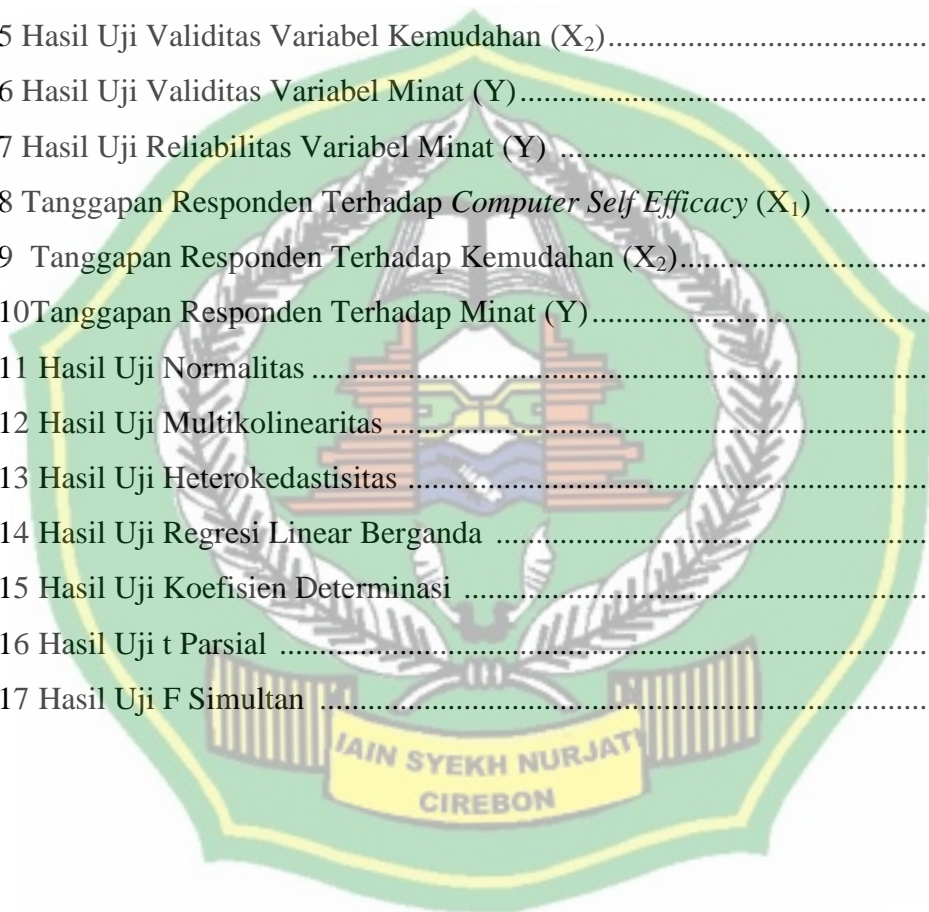 5 Hasil Uji Validitas Variabel Kemudahan (X₂)..............................................
6 Hasil Uji Validitas Variabel Minat (Y)..............................................
7 Hasil Uji Reliabilitas Variabel Minat (Y) ..............................................
8 Tanggapan Responden Terhadap Computer Self Efficacy (X₁) ..............
9 Tanggapan Responden Terhadap Kemudahan (X₂)..............................
10Tanggapan Responden Terhadap Minat (Y)..............................................
11 Hasil Uji Normalitas ..............................................
12 Hasil Uji Multikolinearitas ..............................................
13 Hasil Uji Heterokedastisitas ..............................................
14 Hasil Uji Regresi Linear Berganda ..............................................
15 Hasil Uji Koefisien Determinasi ..............................................
16 Hasil Uji t Parsial ..............................................
17 Hasil Uji F Simultan ..............................................
IAIN SYEKH NURJATI
CIREBON